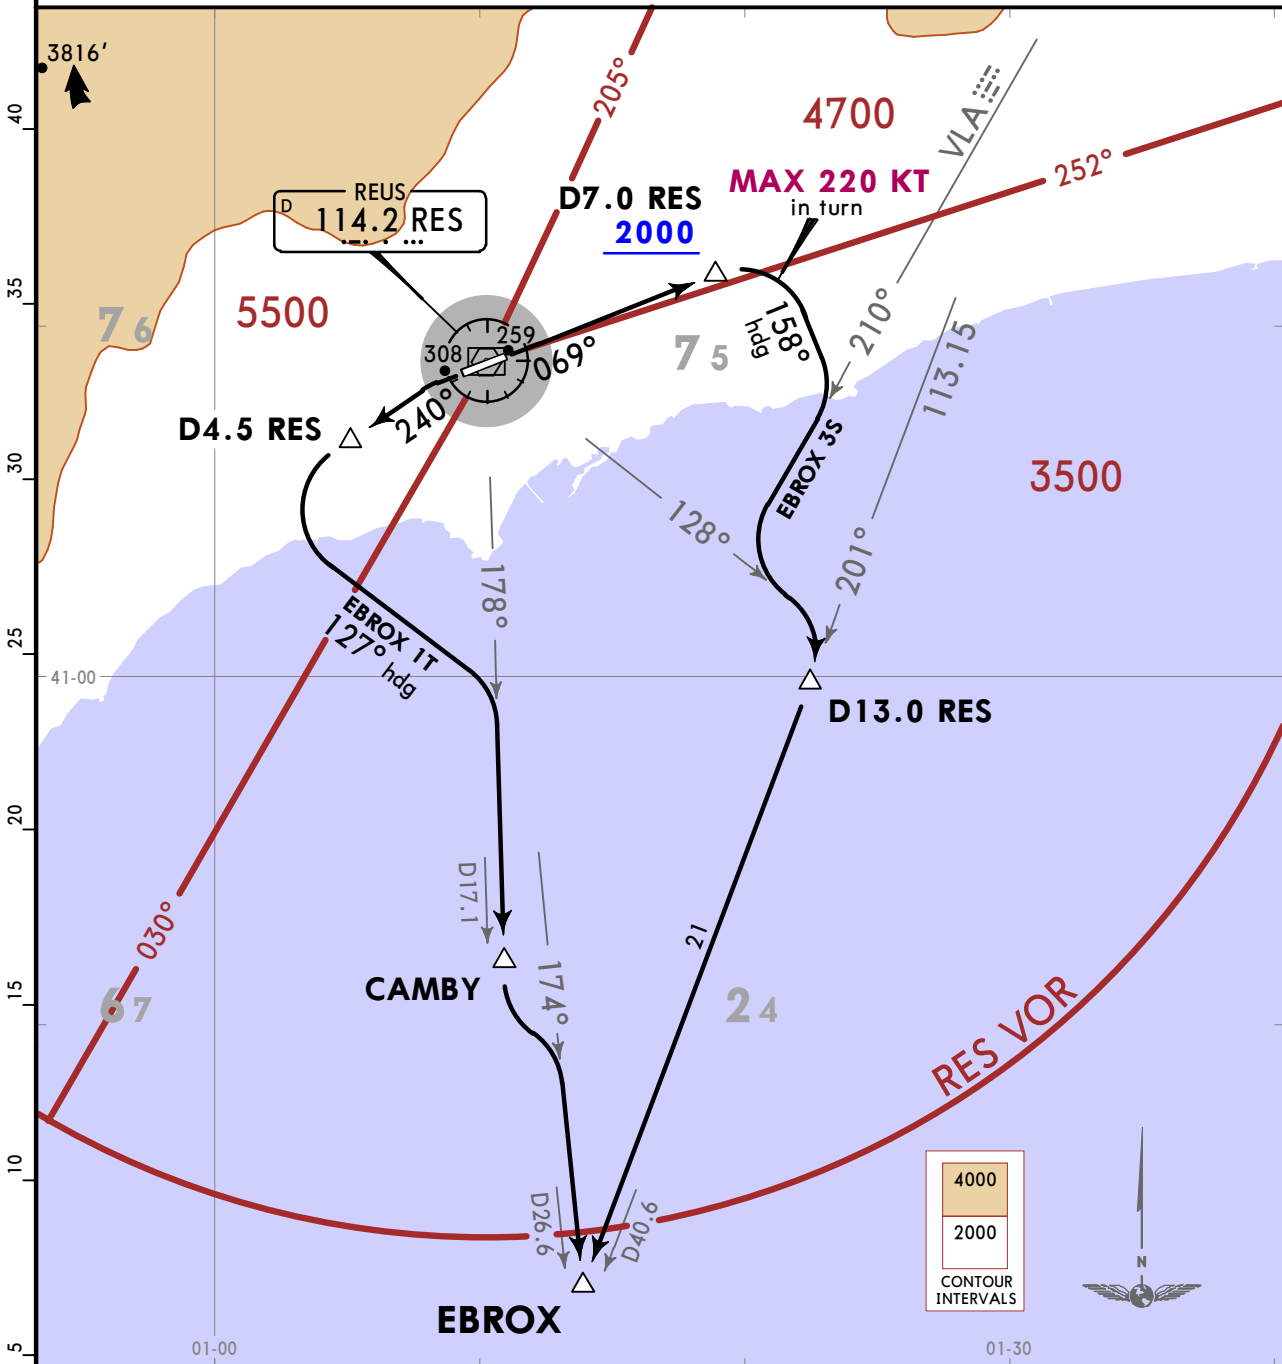 3816'
205°
4700
VLA
252°
REUS
D
114.2 RES
D7.0 RES
2000
MAX 220 KT
in turn
40
35
30
25
20
15
10
5
5500
76
75
308
259
069°
240°
158°
hdg
210°
113.15
D4.5 RES
EBROX 3S
3500
128°
201°
178°
EBROX 1T
127° hdg
41-00
D13.0 RES
D17.1
030°
CAMBY
174°
21
67
24
RES VOR
D26.6
D40.6
EBROX
4000
2000
CONTOUR
INTERVALS
N
01-00
01-30